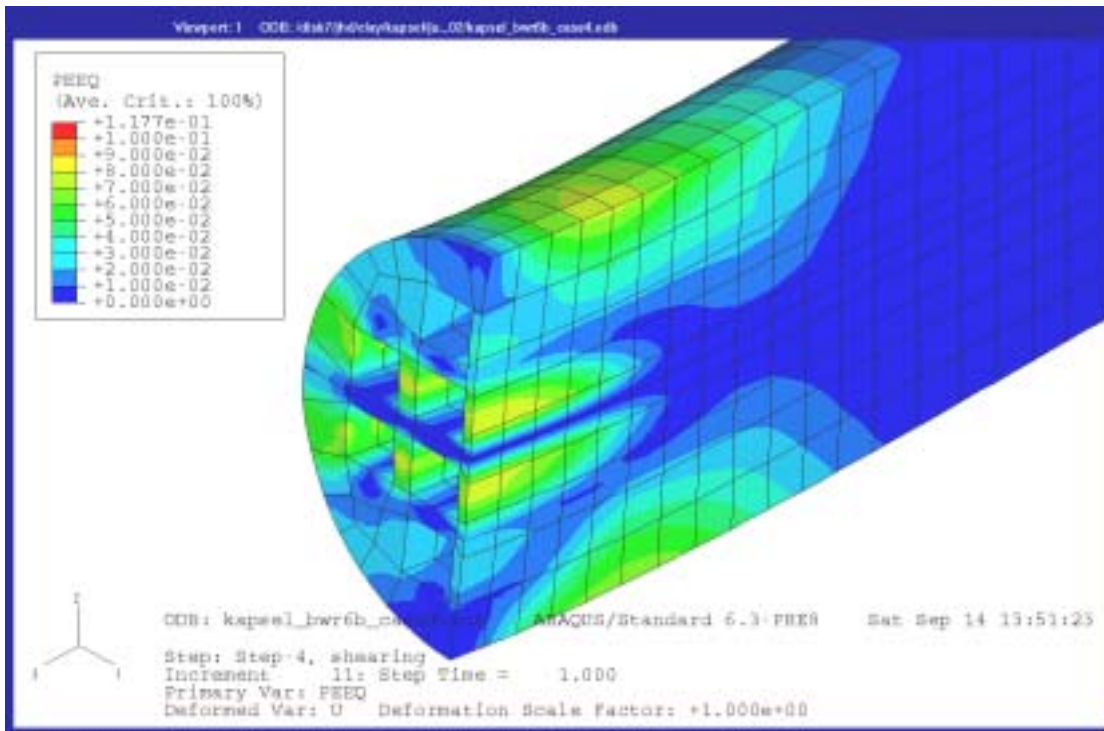 Viewport: 1 ODB: /disk7/jhd/clay/kapsel/ja...02/kapsel_bwr6b_case4.odb
PEEQ
(Ave. Crit.: 100%)
+1.177e-01
+1.000e-01
+9.000e-02
+8.000e-02
+7.000e-02
+6.000e-02
+5.000e-02
+4.000e-02
+3.000e-02
+2.000e-02
+1.000e-02
+0.000e+00
ODB: kapsel_bwr6b_ ABAQUS/Standard 6.3-PRE8 Sat Sep 14 13:51:25
Step: Step-4, shearing
Increment 11: Step Time = 1.000
Primary Var: PEEQ
Deformed Var: U Deformation Scale Factor: +1.000e+00